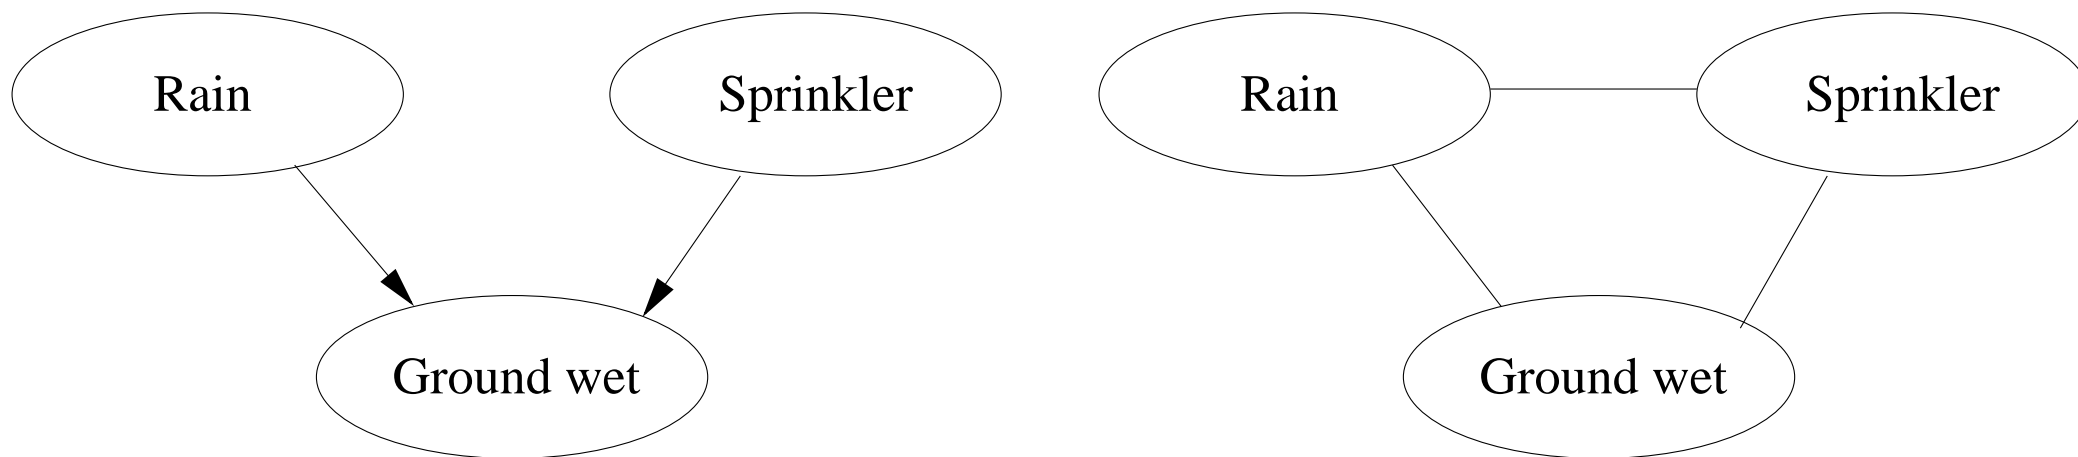 Rain
Sprinkler
Ground wet
Rain
Sprinkler
Ground wet